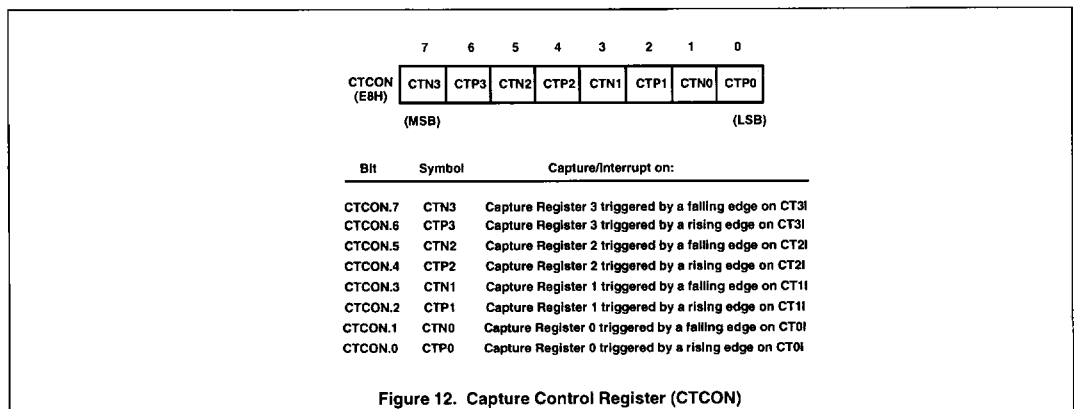 7 6 5 4 3 2 1 0
CTCON CTN3 CTP3 CTN2 CTP2 CTN1 CTP1 CTN0 CTP0
(E8H)
(MSB) (LSB)
Bit Symbol Capture/Interrupt on:
CTCON.7 CTN3 Capture Register 3 triggered by a falling edge on CT3I
CTCON.6 CTP3 Capture Register 3 triggered by a rising edge on CT3I
CTCON.5 CTN2 Capture Register 2 triggered by a falling edge on CT2I
CTCON.4 CTP2 Capture Register 2 triggered by a rising edge on CT2I
CTCON.3 CTN1 Capture Register 1 triggered by a falling edge on CT1I
CTCON.2 CTP1 Capture Register 1 triggered by a rising edge on CT1I
CTCON.1 CTN0 Capture Register 0 triggered by a falling edge on CT0I
CTCON.0 CTP0 Capture Register 0 triggered by a rising edge on CT0I
Figure 12. Capture Control Register (CTCON)